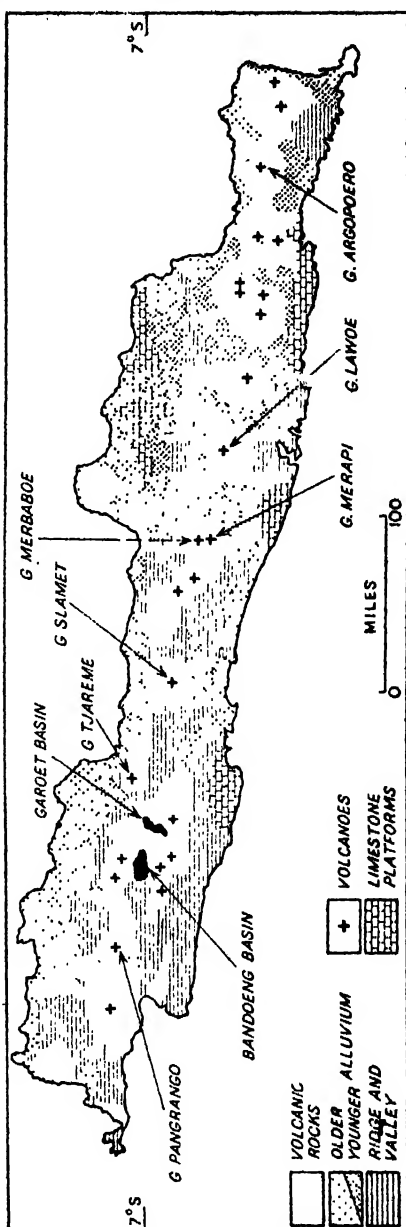 7°S
7°S
G. MERBABOE
G SLAMET
G TJAREME
GAROET BASIN
G PANGRANGO
BANDOENG BASIN
G. MERAPI
G. LAWOE
G. ARGOPOERO
0 100
MILES
VOLCANIC ROCKS
OLDER
YOUNGER ALLUVIUM
RIDGE AND VALLEY
VOLCANOES
LIMESTONE PLATFORMS